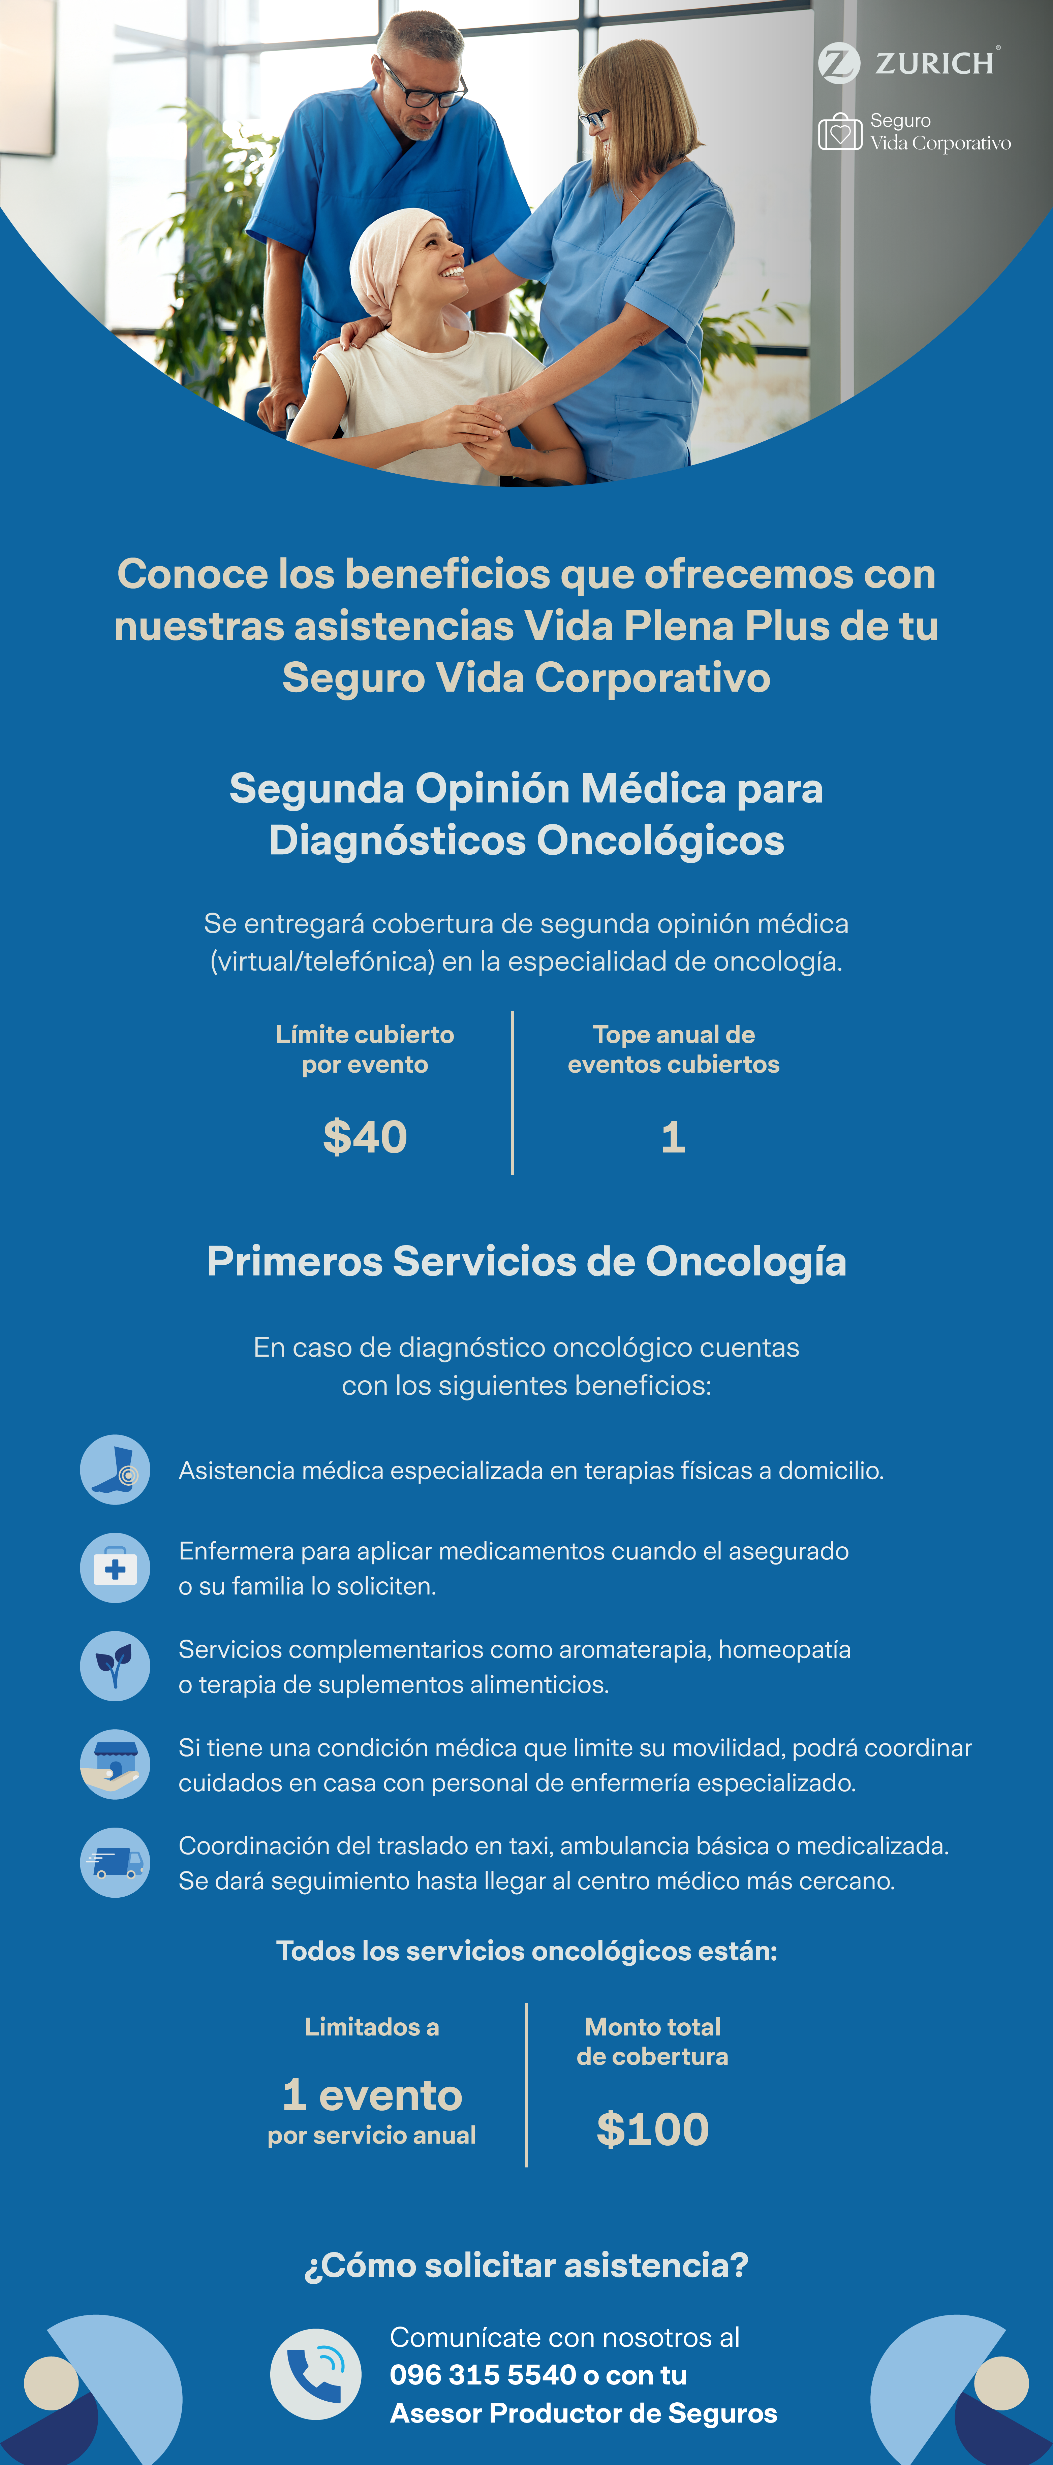 ZURICH®
Seguro
Vida Corporativo
Conoce los beneficios que ofrecemos con
nuestras asistencias Vida Plena Plus de tu
Seguro Vida Corporativo
Segunda Opinión Médica para
Diagnósticos Oncológicos
Se entregará cobertura de segunda opinión médica
(virtual/telefónica) en la especialidad de oncología.
Límite cubierto
por evento
$40
Tope anual de
eventos cubiertos
1
Primeros Servicios de Oncología
En caso de diagnóstico oncológico cuentas
con los siguientes beneficios:
Asistencia médica especializada en terapias físicas a domicilio.
Enfermera para aplicar medicamentos cuando el asegurado
o su familia lo soliciten.
Servicios complementarios como aromaterapia, homeopatía
o terapia de suplementos alimenticios.
Si tiene una condición médica que limite su movilidad, podrá coordinar
cuidados en casa con personal de enfermería especializado.
Coordinación del traslado en taxi, ambulancia básica o medicalizada.
Se dará seguimiento hasta llegar al centro médico más cercano.
Todos los servicios oncológicos están:
Limitados a
1 evento
por servicio anual
Monto total
de cobertura
$100
¿Cómo solicitar asistencia?
Comunícate con nosotros al
096 315 5540 o con tu
Asesor Productor de Seguros